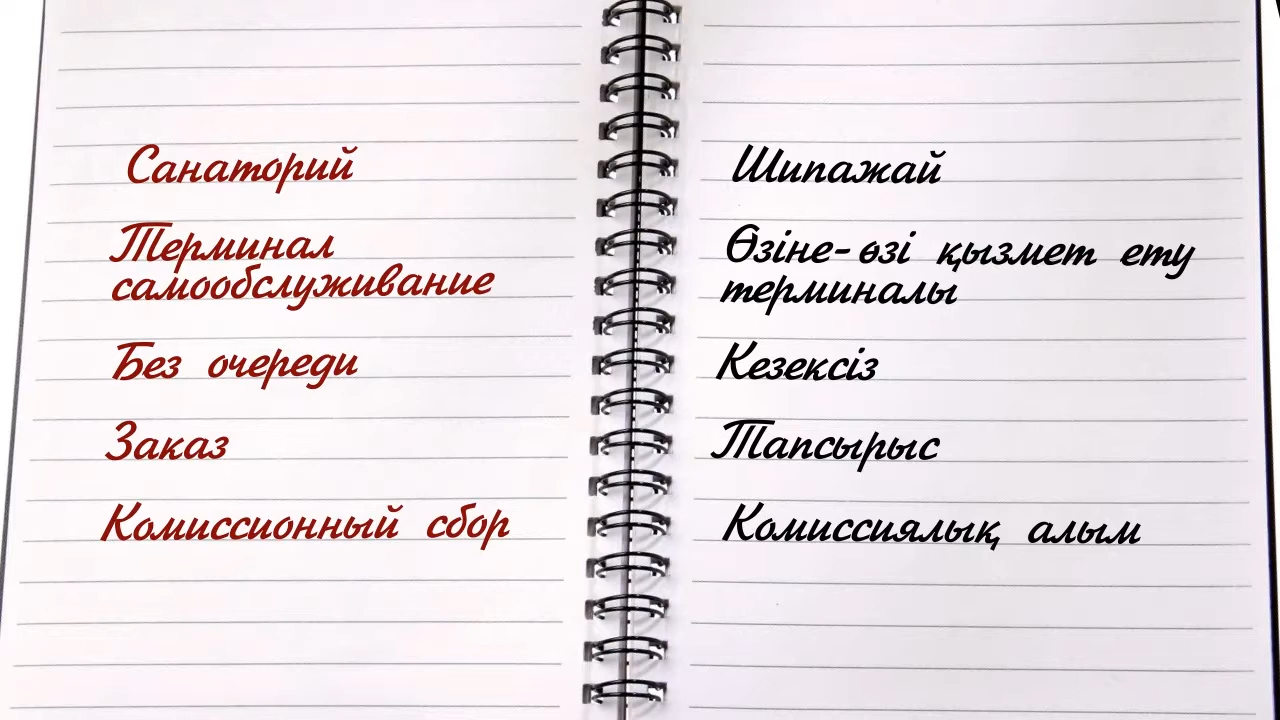 Санаторий
Терминал
самообслуживание
Без очереди
Заказ
Комиссионный сбор
Шипажай
Өзіне-өзі қызмет ету
терминалы
Кезексіз
Тапсырыс
Комиссиялық алым